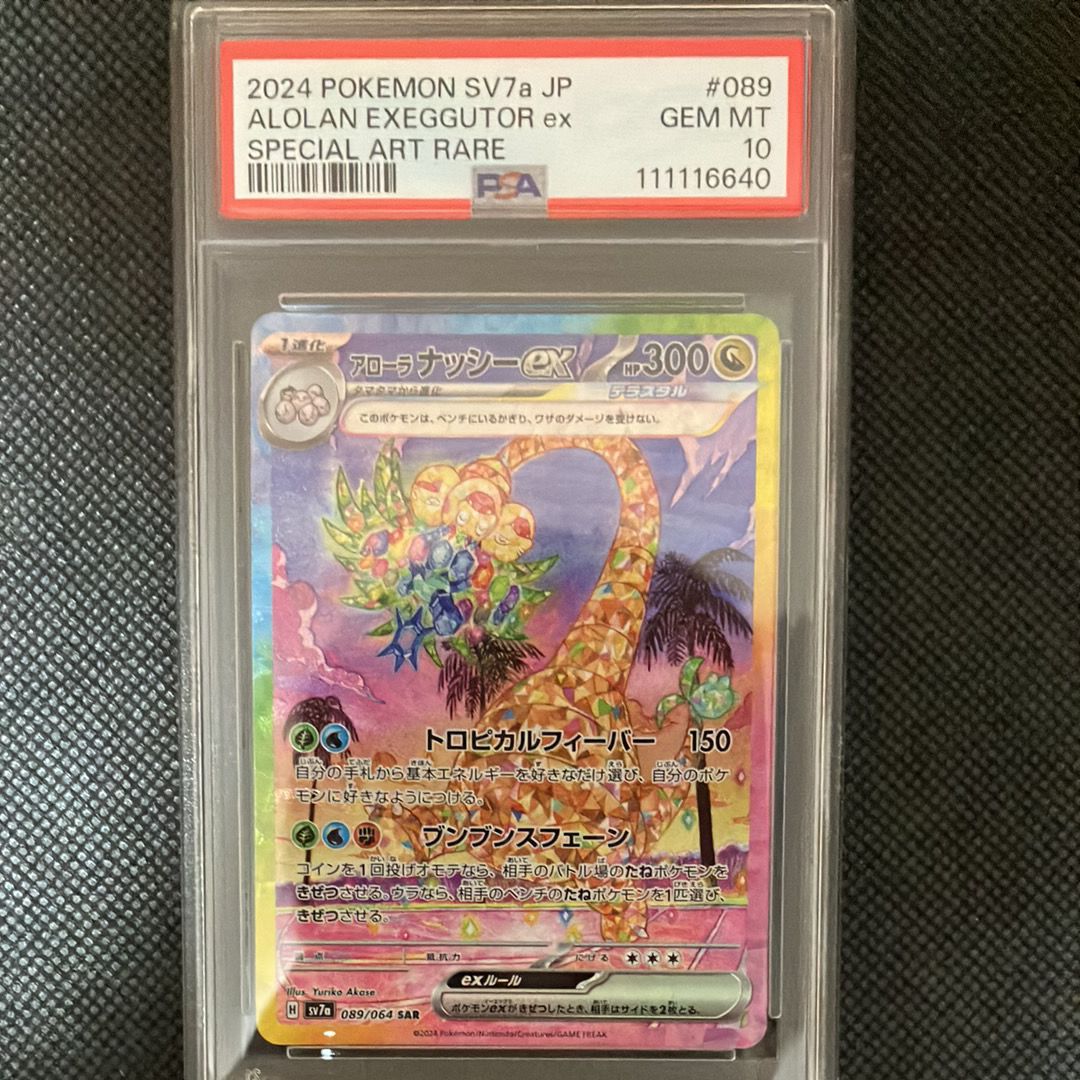 2024 POKEMON SV7a JP #089
ALOLAN EXEGGUTOR ex GEM MT
SPECIAL ART RARE 10
PSA 111116640
1進化 アローラ ナッシーex HP300
タマタマから進化 テラスタル
このポケモンは、ベンチにいるかぎり、ワザのダメージを受けない。
トロピカルフィーバー 150
自分の手札から基本エネルギーを好きなだけ選び、自分のポケ
モンに好きなようにつける。
ブンブンスフェーン
コインを1回投げオモテなら、相手のバトル場のたねポケモンを
きぜつさせる。ウラなら、相手のベンチのたねポケモンを1匹選び、
きぜつさせる。
弱点 抵抗力 にげる
exルール
ポケモンexがきぜつしたとき、相手はサイドを2枚とる。
Illus. Yuriko Akase
H sv7a 089/064 SAR
©2024 Pokémon/Nintendo/Creatures/GAME FREAK